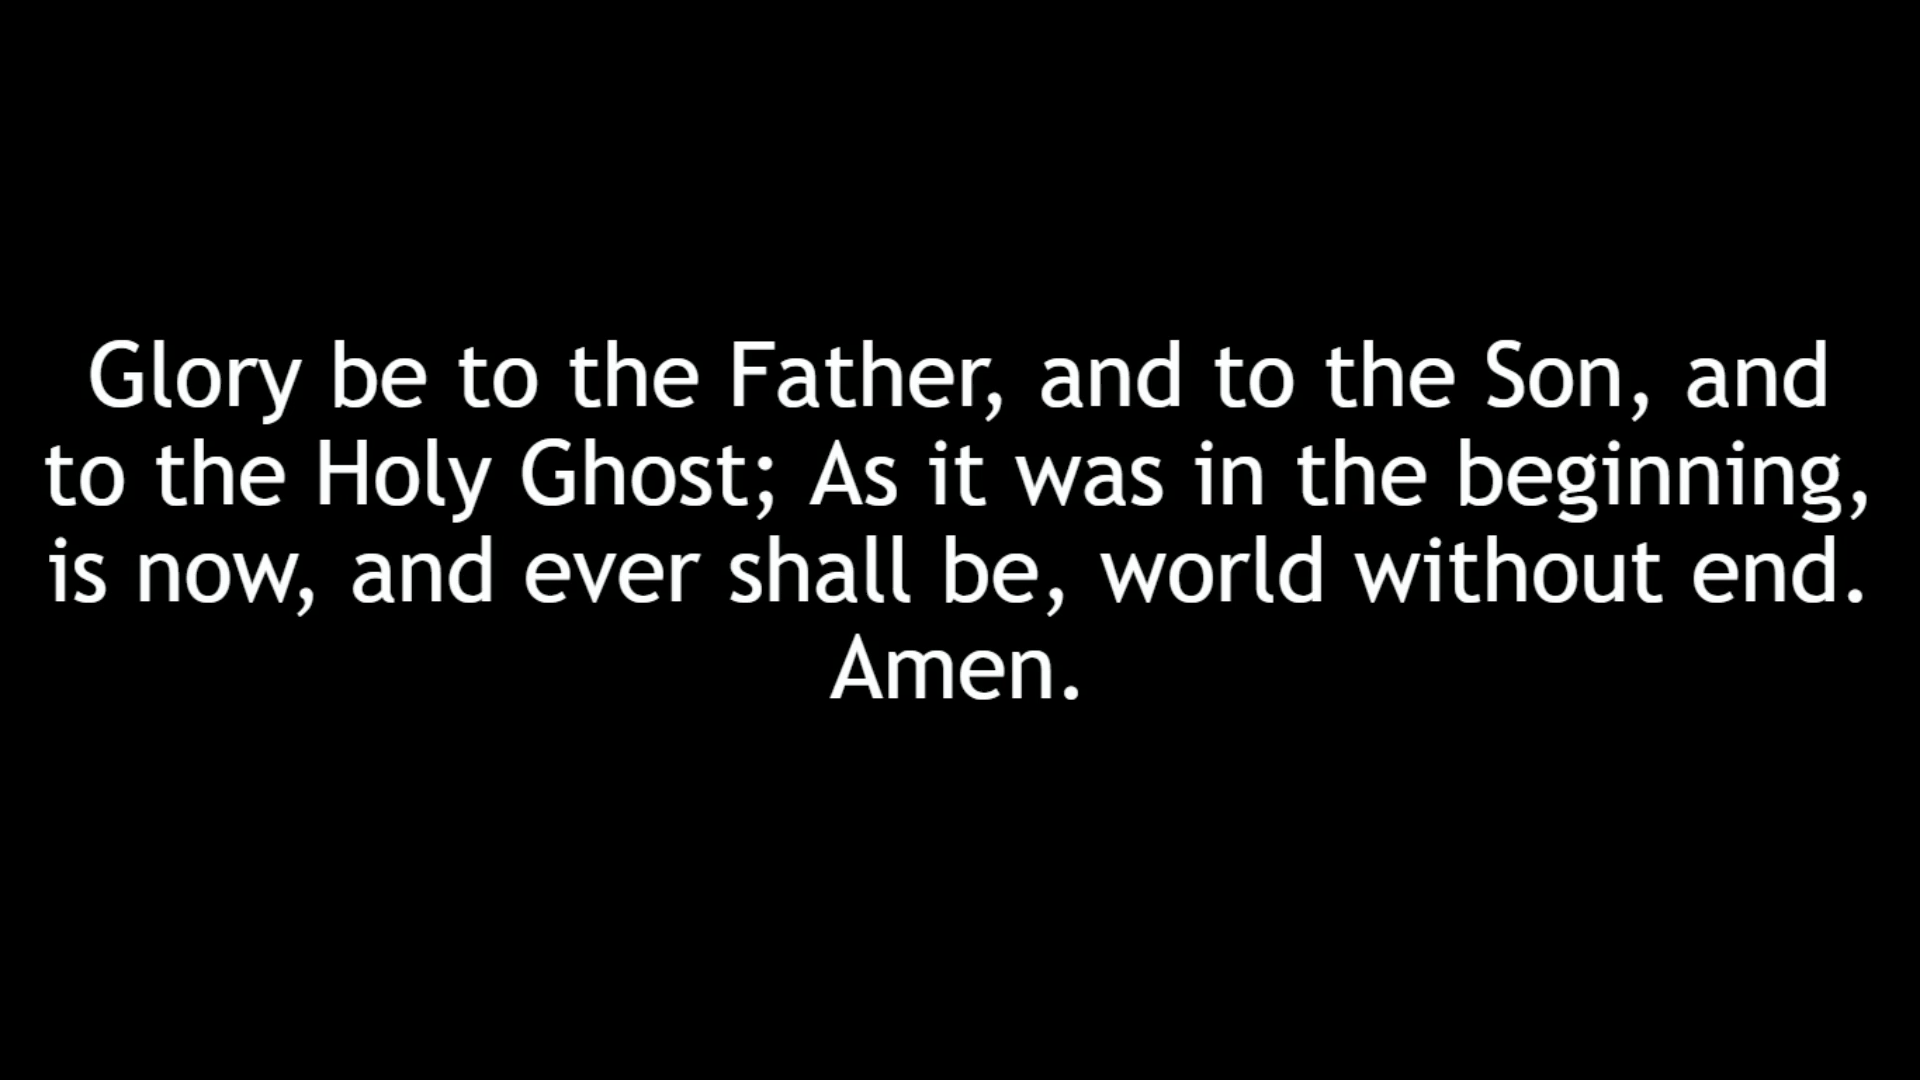 Glory be to the Father, and to the Son, and
to the Holy Ghost; As it was in the beginning,
is now, and ever shall be, world without end.
Amen.